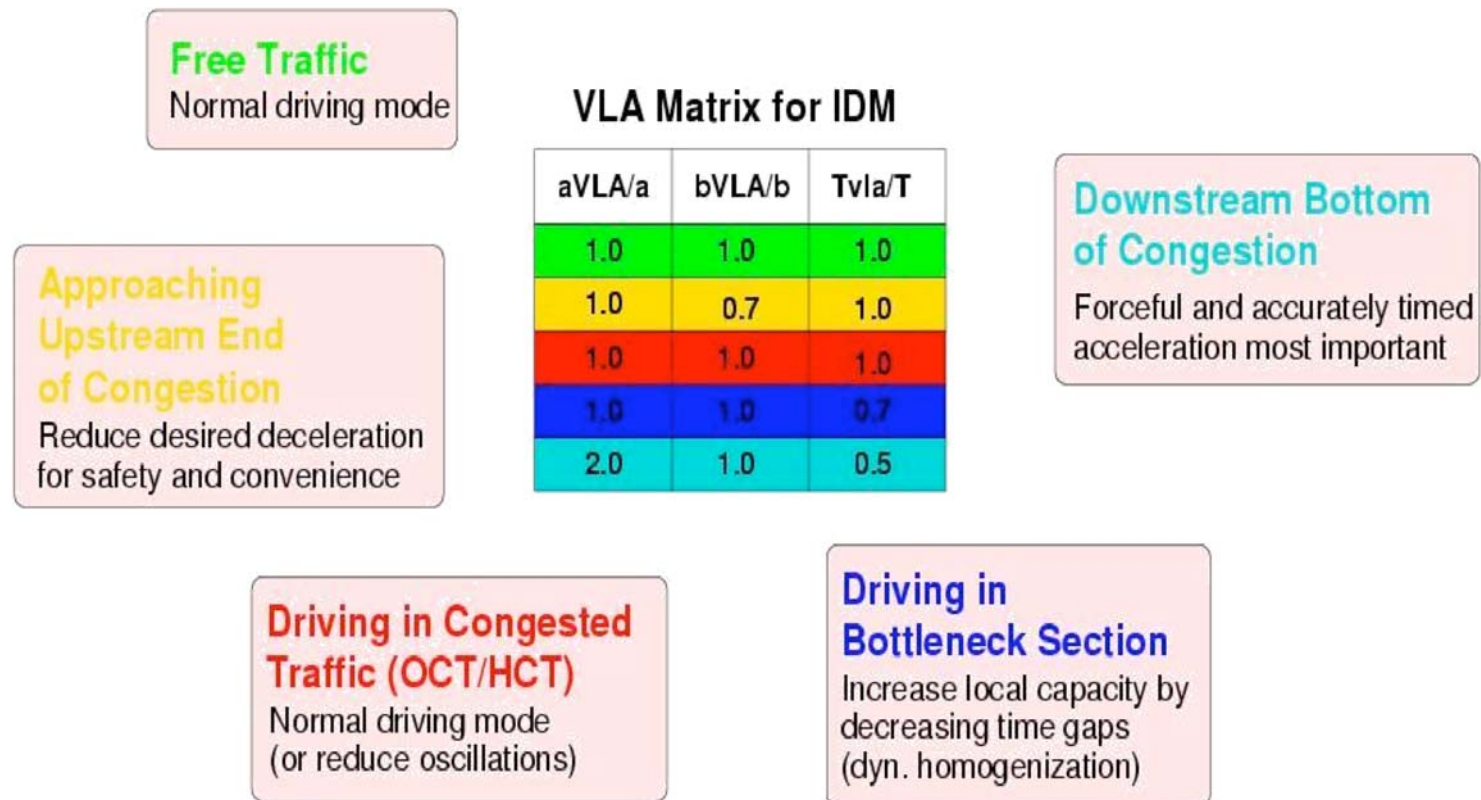 Free Traffic
Normal driving mode
VLA Matrix for IDM
aVLA/a bVLA/b Tvla/T
1.0 1.0 1.0
1.0 0.7 1.0
1.0 1.0 1.0
1.0 1.0 0.7
2.0 1.0 0.5
Downstream Bottom
of Congestion
Forceful and accurately timed
acceleration most important
Approaching
Upstream End
of Congestion
Reduce desired deceleration
for safety and convenience
Driving in Congested
Traffic (OCT/HCT)
Normal driving mode
(or reduce oscillations)
Driving in
Bottleneck Section
Increase local capacity by
decreasing time gaps
(dyn. homogenization)